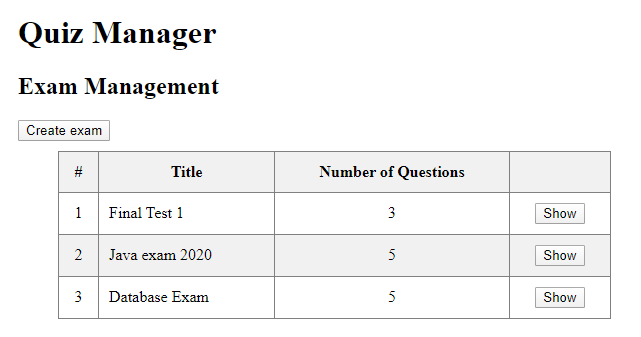 Quiz Manager
Exam Management
Create exam
# Title Number of Questions
1 Final Test 1 3 Show
2 Java exam 2020 5 Show
3 Database Exam 5 Show